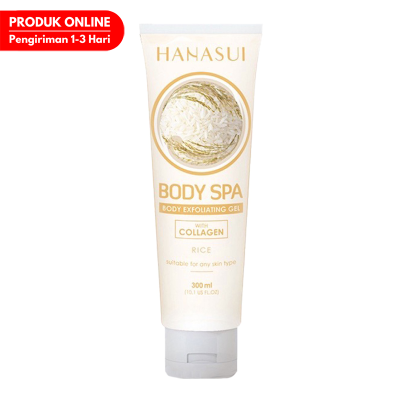 PRODUK ONLINE
Pengiriman 1-3 Hari
HANASUI
BODY SPA
BODY EXFOLIATING GEL
WITH
COLLAGEN
RICE
suitable for any skin types
300 ml